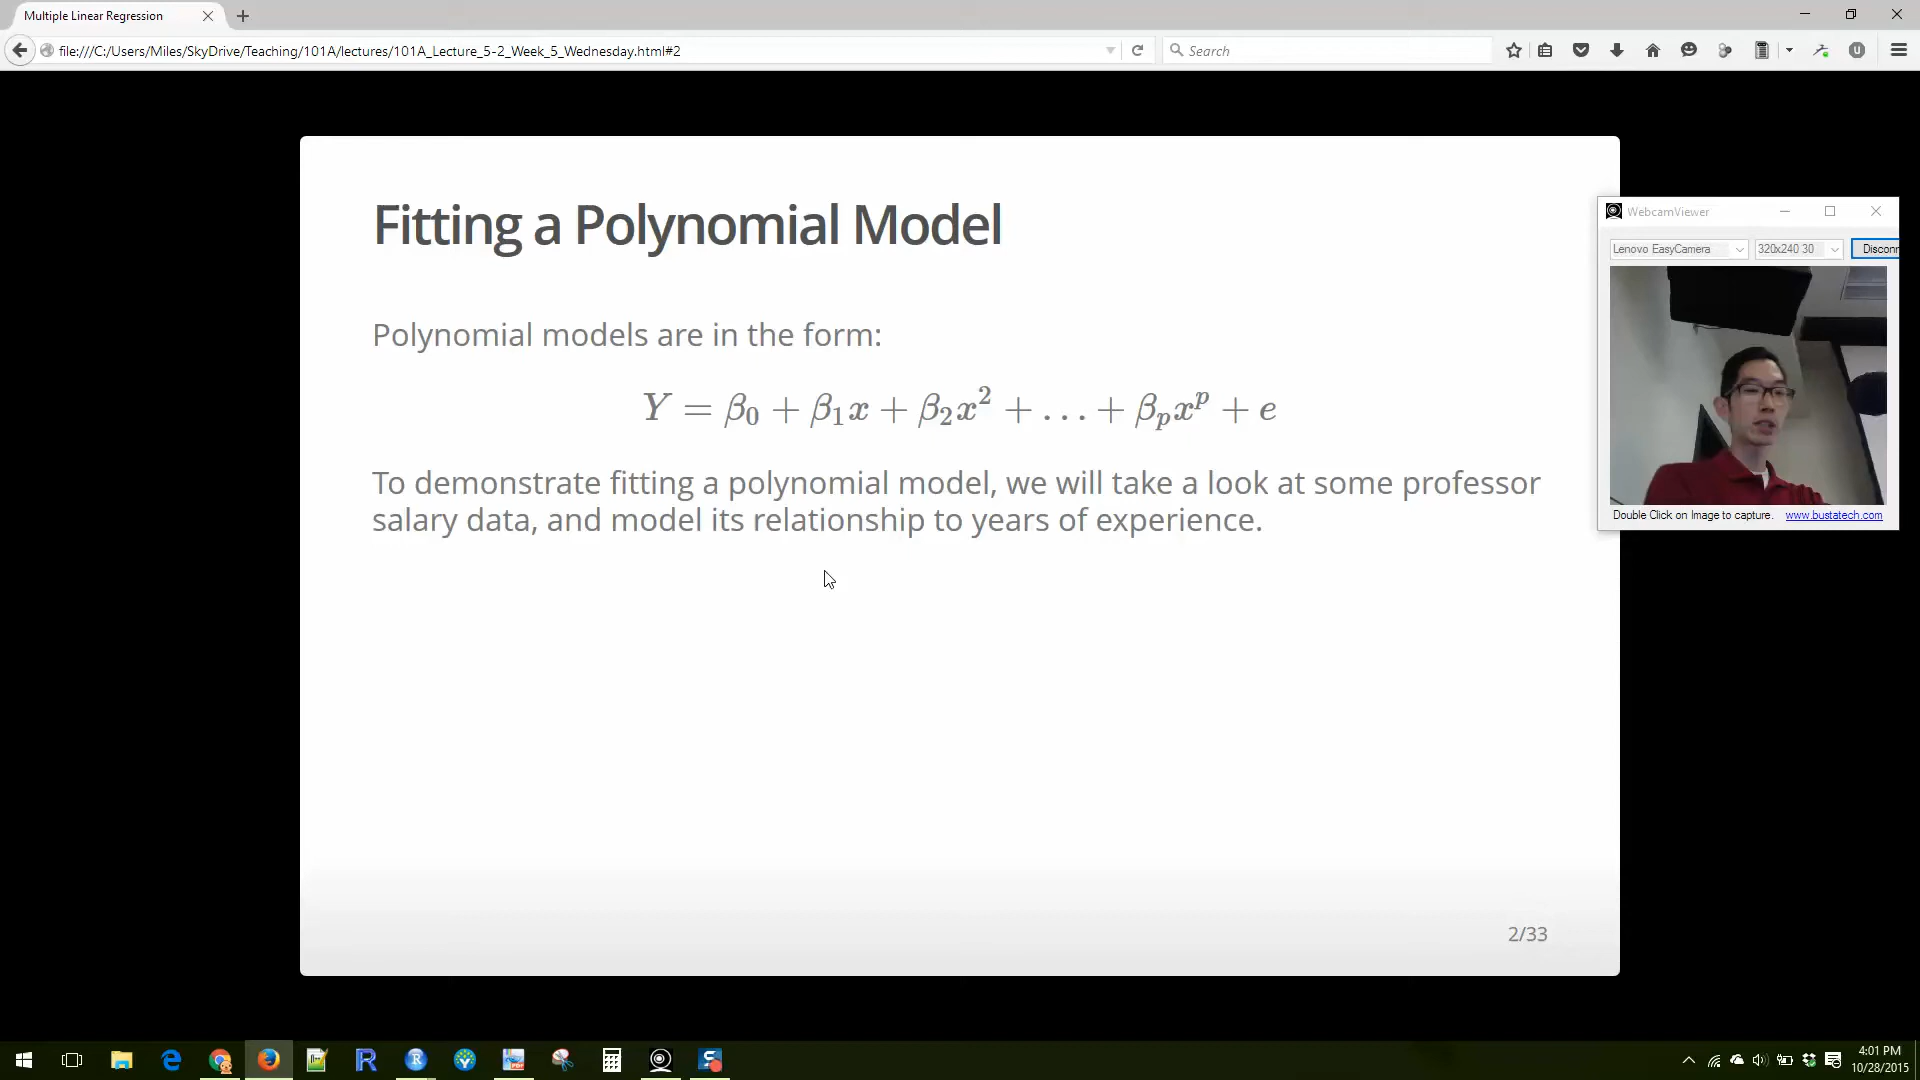 Multiple Linear Regression
file:///C:/Users/Miles/SkyDrive/Teaching/101A/lectures/101A_Lecture_5-2_Week_5_Wednesday.html#2
Search
Fitting a Polynomial Model
Polynomial models are in the form:
Y = β₀ + β₁x + β₂x² + … + βₚxᵖ + e
To demonstrate fitting a polynomial model, we will take a look at some professor
salary data, and model its relationship to years of experience.
2/33
WebcamViewer
Lenovo EasyCamera
320x240 30
Disconn
Double Click on Image to capture.
www.bustatech.com
4:01 PM
10/28/2015